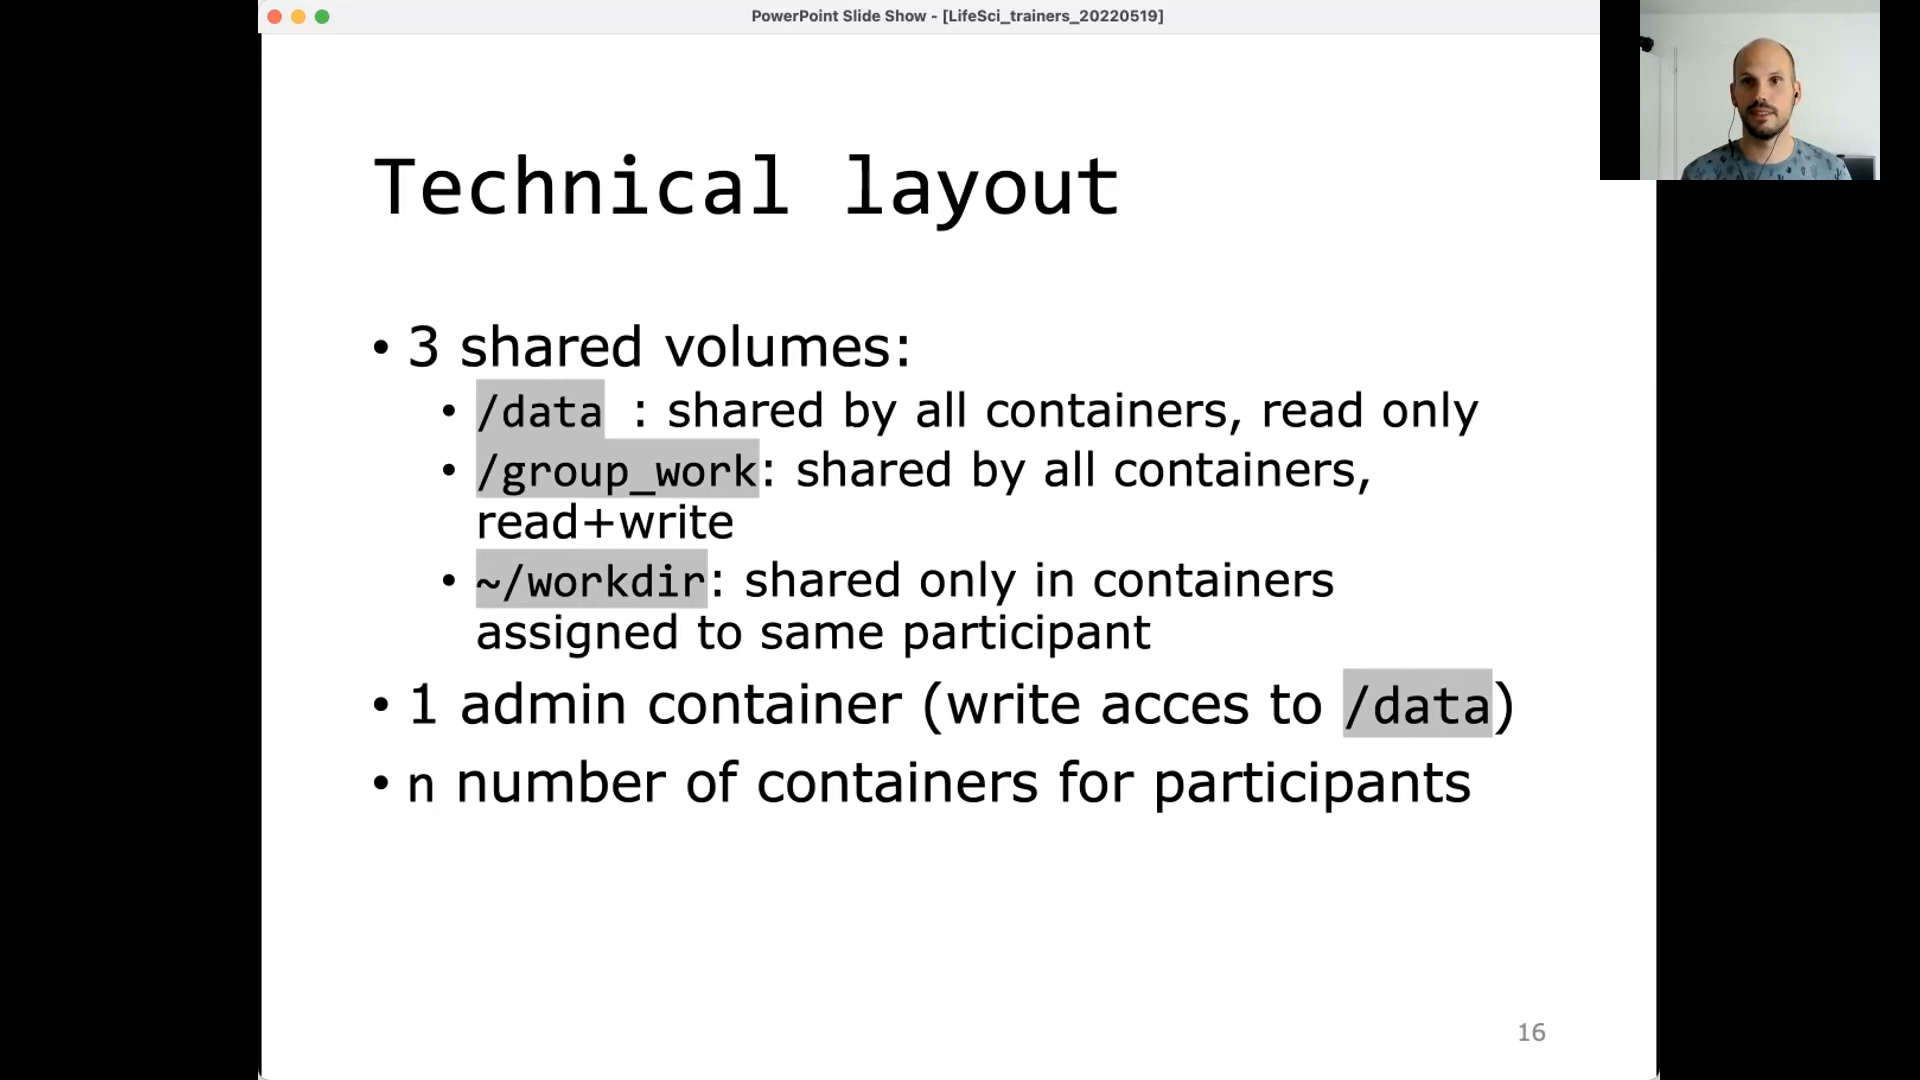 PowerPoint Slide Show - [LifeSci_trainers_20220519]
Technical layout
• 3 shared volumes:
• /data : shared by all containers, read only
• /group_work: shared by all containers,
read+write
• ~/workdir: shared only in containers
assigned to same participant
• 1 admin container (write acces to /data)
• n number of containers for participants
16